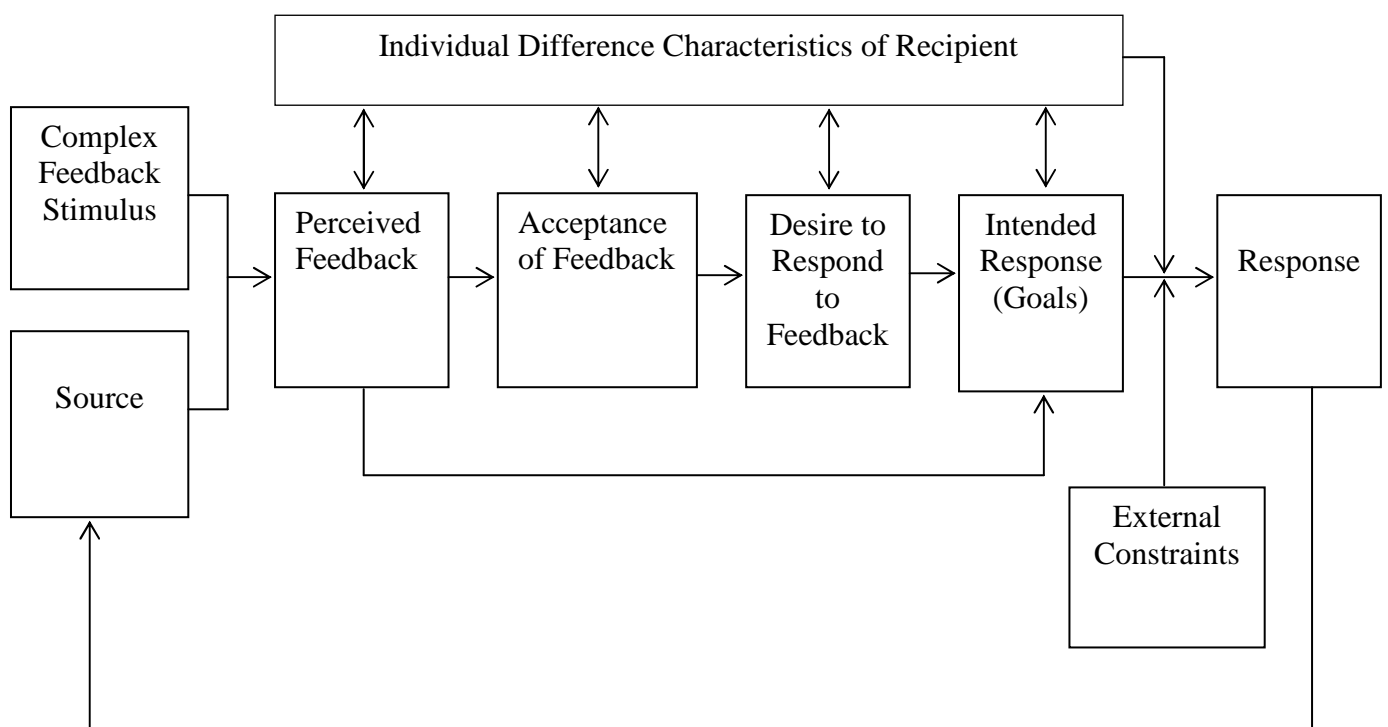 Individual Difference Characteristics of Recipient
Complex
Feedback
Stimulus
Source
Perceived
Feedback
Acceptance
of Feedback
Desire to
Respond
to
Feedback
Intended
Response
(Goals)
Response
External
Constraints